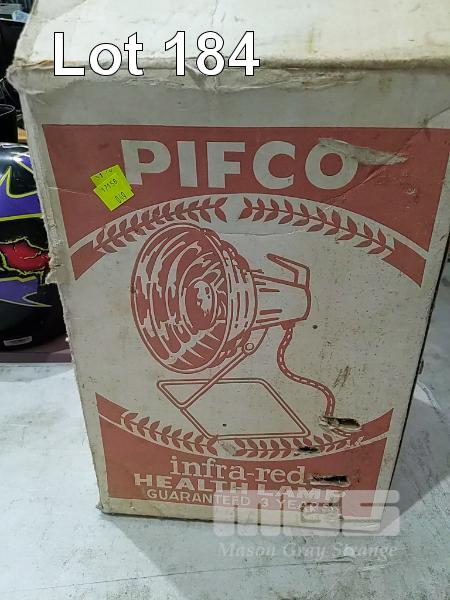 Lot 184
PIFCO
infra-red
HEALTH LAMP
GUARANTEED 3 YEARS
MGS
Mason Gray Strange